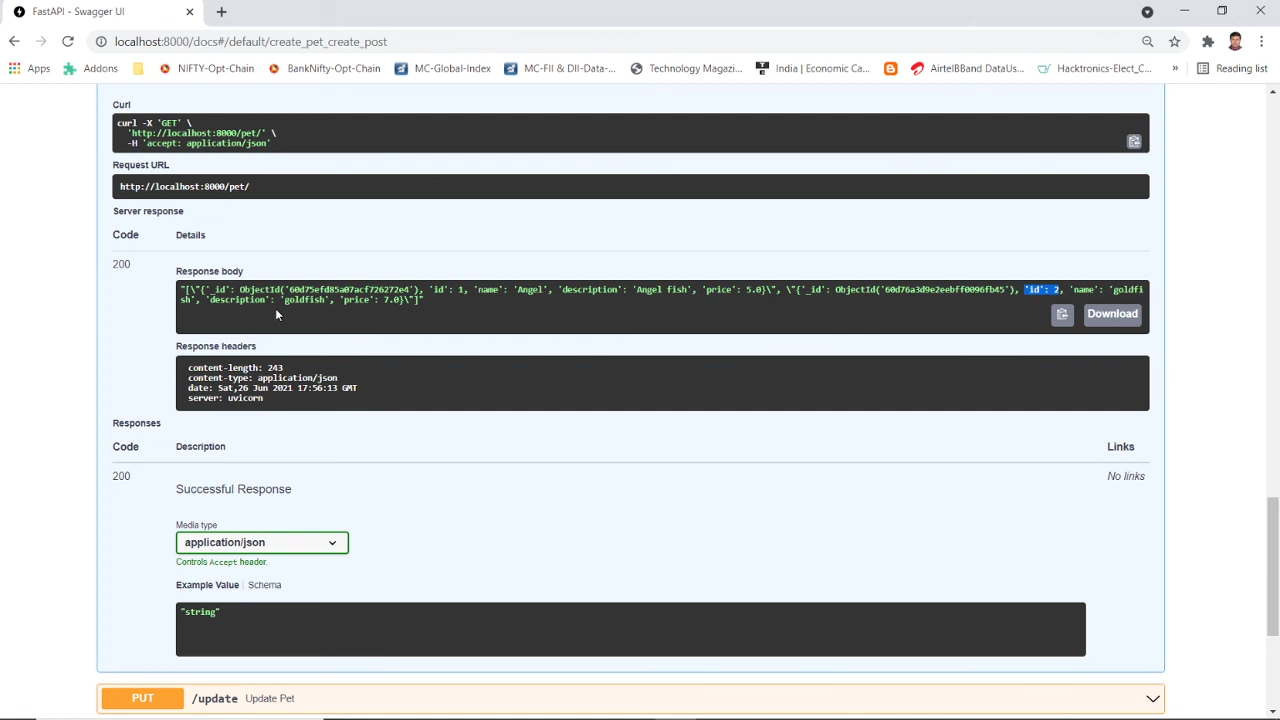 FastAPI - Swagger UI
localhost:8000/docs#/default/create_pet_create_post
Apps Addons NIFTY-Opt-Chain BankNifty-Opt-Chain MC-Global-Index MC-FII & DII-Data-... Technology Magazi... India | Economic Ca... AirtelBBand DataUs... Hacktronics-Elect_C... » Reading list
Curl
curl -X 'GET' \
'http://localhost:8000/pet/' \
-H 'accept: application/json'
Request URL
http://localhost:8000/pet/
Server response
Code Details
200
Response body
"[\"{'_id': ObjectId('60d75efd85a07acf726272e4'), 'id': 1, 'name': 'Angel', 'description': 'Angel fish', 'price': 5.0}\", \"{'_id': ObjectId('60d76a3d9e2eebff0096fb45'), 'id': 2, 'name': 'goldfi
sh', 'description': 'goldfish', 'price': 7.0}\"]"
Download
Response headers
content-length: 243
content-type: application/json
date: Sat,26 Jun 2021 17:56:13 GMT
server: uvicorn
Responses
Code Description Links
200 No links
Successful Response
Media type
application/json
Controls Accept header.
Example Value Schema
"string"
PUT /update Update Pet